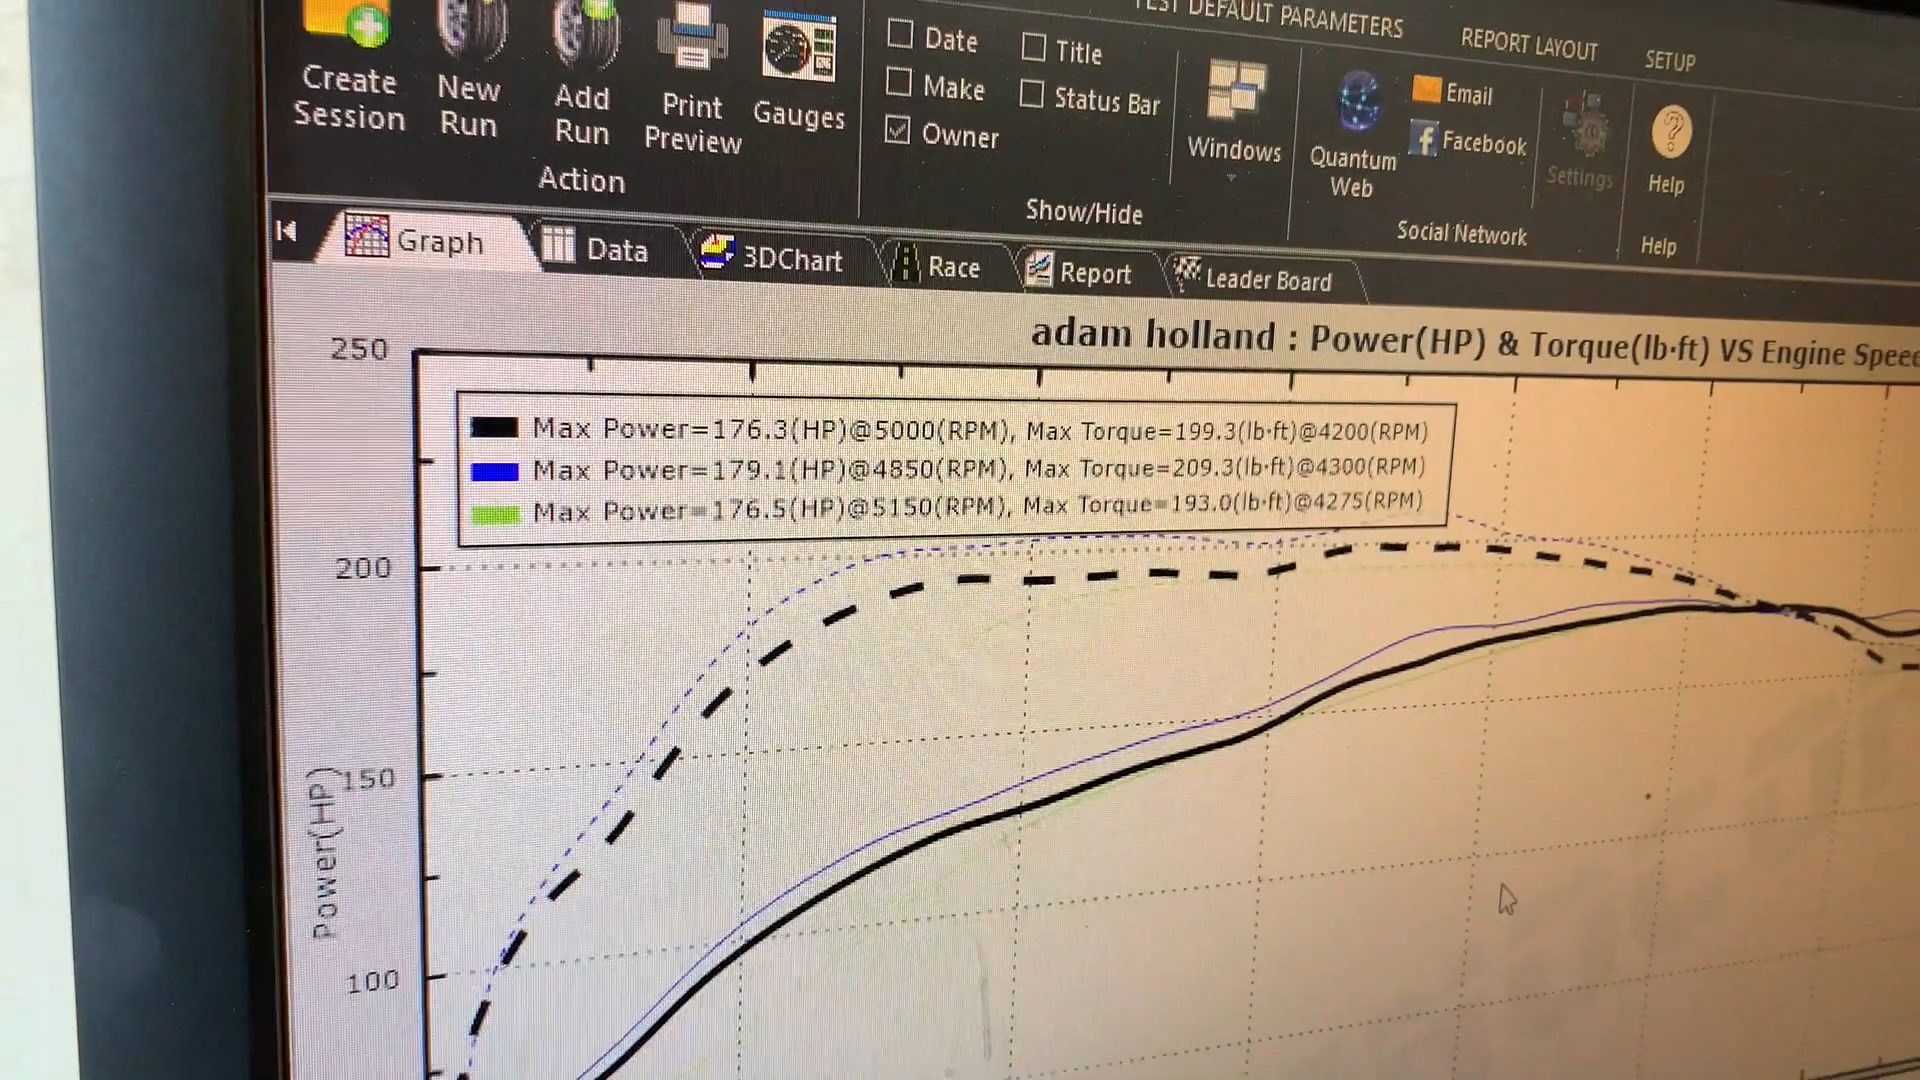 TEST DEFAULT PARAMETERS
REPORT LAYOUT
SETUP
Create Session
New Run
Add Run
Print Preview
Gauges
Action
Date
Make
Owner
Title
Status Bar
Show/Hide
Windows
Quantum Web
Email
Facebook
Social Network
Settings
Help
Help
Graph
Data
3DChart
Race
Report
Leader Board
adam holland : Power(HP) & Torque(lb·ft) VS Engine Speed
Max Power=176.3(HP)@5000(RPM), Max Torque=199.3(lb·ft)@4200(RPM)
Max Power=179.1(HP)@4850(RPM), Max Torque=209.3(lb·ft)@4300(RPM)
Max Power=176.5(HP)@5150(RPM), Max Torque=193.0(lb·ft)@4275(RPM)
250
200
150
100
Power(HP)